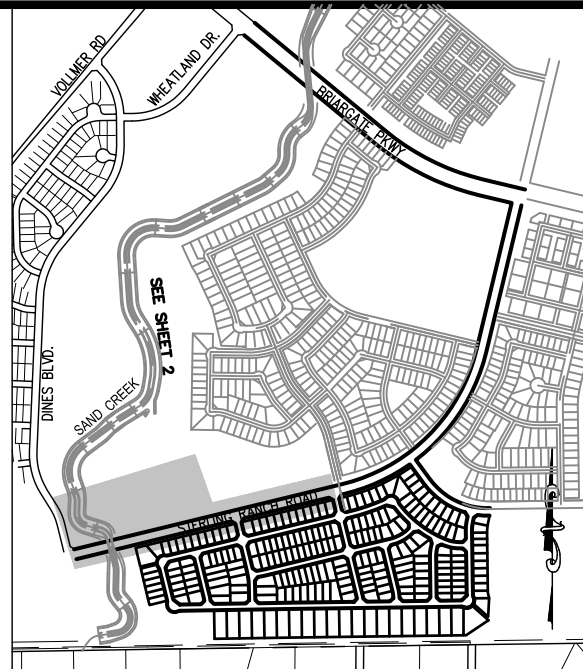 VOLLMER RD
WHEATLAND DR.
BRIARGATE PKWY
SEE SHEET 2
DINES BLVD.
SAND CREEK
STERLING RANCH ROAD